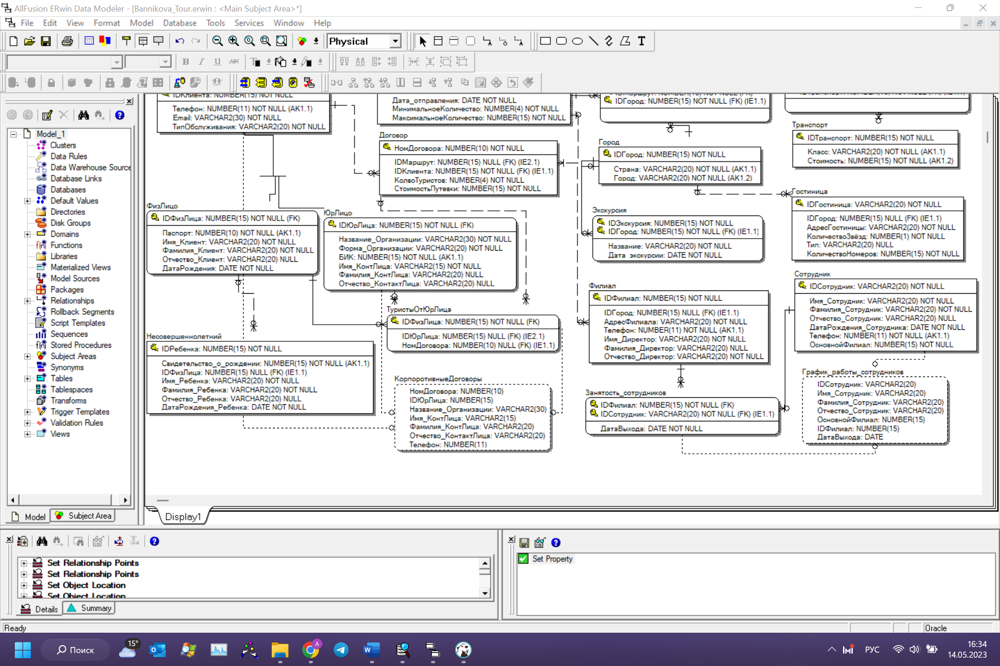 AllFusion ERwin Data Modeler - [Bannikova_Tour.erwin : <Main Subject Area>*]
File Edit View Format Model Database Tools Services Window Help
Physical
Model_1
Clusters
Data Rules
Data Warehouse Source
Database Links
Databases
Default Values
Directories
Disk Groups
Domains
Functions
Libraries
Materialized Views
Model Sources
Packages
Relationships
Rollback Segments
Script Templates
Sequences
Stored Procedures
Subject Areas
Synonyms
Tables
Tablespaces
Transforms
Trigger Templates
Validation Rules
Views
Model
Subject Area
IDКлиента: NUMBER(15) NOT NULL
Телефон: NUMBER(11) NOT NULL (AK1.1)
Email: VARCHAR2(30) NOT NULL
ТипОбслуживания: VARCHAR2(20) NOT NULL
Дата_отправления: DATE NOT NULL
МинимальноеКоличество: NUMBER(4) NOT NULL
МаксимальноеКоличество: NUMBER(15) NOT NULL
IDГород: NUMBER(15) NOT NULL (FK) (IE1.1)
Транспорт
IDТранспорт: NUMBER(15) NOT NULL
Класс: VARCHAR2(20) NOT NULL (AK1.1)
Стоимость: NUMBER(15) NOT NULL (AK1.2)
Договор
НомДоговора: NUMBER(10) NOT NULL
IDМаршрут: NUMBER(15) NULL (FK) (IE2.1)
IDКлиента: NUMBER(15) NOT NULL (FK) (IE1.1)
КолвоТуристов: NUMBER(4) NOT NULL
СтоимостьПутевки: NUMBER(15) NOT NULL
Город
IDГород: NUMBER(15) NOT NULL
Страна: VARCHAR2(20) NOT NULL (AK1.1)
Город: VARCHAR2(20) NOT NULL (AK1.2)
Гостиница
IDГостиница: VARCHAR2(20) NOT NULL
IDГород: NUMBER(15) NULL (FK) (IE1.1)
АдресГостиницы: VARCHAR2(20) NOT NULL
КоличествоЗвёзд: NUMBER(1) NOT NULL
Тип: VARCHAR2(20) NULL
КоличествоНомеров: NUMBER(15) NOT NULL
ФизЛицо
IDФизЛица: NUMBER(15) NOT NULL (FK)
Паспорт: NUMBER(10) NOT NULL (AK1.1)
Имя_Клиент: VARCHAR2(20) NOT NULL
Фамилия_Клиент: VARCHAR2(20) NOT NULL
Отчество_Клиент: VARCHAR2(20) NULL
ДатаРождения: DATE NOT NULL
ЮрЛицо
IDЮрЛица: NUMBER(15) NOT NULL (FK)
Название_Организации: VARCHAR2(30) NOT NULL
Форма_Организации: VARCHAR2(20) NOT NULL
БИК: NUMBER(15) NOT NULL (AK1.1)
Имя_КонтЛица: VARCHAR2(15) NOT NULL
Фамилия_КонтЛица: VARCHAR2(20) NOT NULL
Отчество_КонтактЛица: VARCHAR2(20) NULL
Экскурсия
IDЭкскурсия: NUMBER(15) NOT NULL
IDГород: NUMBER(15) NOT NULL (FK) (IE1.1)
Название: VARCHAR2(20) NOT NULL
Дата_экскурсии: DATE NOT NULL
Сотрудник
IDСотрудник: VARCHAR2(20) NOT NULL
Имя_Сотрудник: VARCHAR2(20) NOT NULL
Фамилия_Сотрудник: VARCHAR2(20) NOT NULL
Отчество_Сотрудник: VARCHAR2(20) NULL
ДатаРождения_Сотрудника: DATE NOT NULL
Телефон: NUMBER(11) NOT NULL (AK1.1)
ОсновнойФилиал: NUMBER(15) NOT NULL
Филиал
IDФилиал: NUMBER(15) NOT NULL
IDГород: NUMBER(15) NULL (FK) (IE1.1)
АдресФилиала: VARCHAR2(20) NOT NULL
Телефон: NUMBER(11) NOT NULL (AK1.1)
Имя_Директор: VARCHAR2(20) NOT NULL
Фамилия_Директор: VARCHAR2(20) NULL
Отчество_Директор: VARCHAR2(20) NOT NULL
ТуристыОтЮрЛица
IDФизЛица: NUMBER(15) NOT NULL (FK)
IDЮрЛица: NUMBER(15) NULL (FK) (IE2.1)
НомДоговора: NUMBER(10) NULL (FK) (IE1.1)
Несовершеннолетний
IDРебенка: NUMBER(15) NOT NULL
Свидетельство_о_рождении: NUMBER(15) NOT NULL (AK1.1)
IDФизЛица: NUMBER(15) NULL (FK) (IE1.1)
Имя_Ребенка: VARCHAR2(20) NOT NULL
Фамилия_Ребенка: VARCHAR2(20) NOT NULL
Отчество_Ребенка: VARCHAR2(20) NULL
ДатаРождения_Ребенка: DATE NOT NULL
КорпоротивныеДоговоры
НомДоговора: NUMBER(10)
IDЮрЛица: NUMBER(15)
Название_Организации: VARCHAR2(30)
Имя_КонтЛица: VARCHAR2(15)
Фамилия_КонтЛица: VARCHAR2(20)
Отчество_КонтактЛица: VARCHAR2(20)
Телефон: NUMBER(11)
Занятость_сотрудников
IDФилиал: NUMBER(15) NOT NULL (FK)
IDСотрудник: VARCHAR2(20) NOT NULL (FK) (IE1.1)
ДатаВыхода: DATE NOT NULL
График_работы_сотрудников
IDСотрудник: VARCHAR2(20)
Имя_Сотрудник: VARCHAR2(20)
Фамилия_Сотрудник: VARCHAR2(20)
Отчество_Сотрудник: VARCHAR2(20)
ОсновнойФилиал: NUMBER(15)
IDФилиал: NUMBER(15)
ДатаВыхода: DATE
Display1
Set Relationship Points
Set Relationship Points
Set Object Location
Set Object Location
Details
Summary
Set Property
Ready
Oracle
15°
Поиск
РУС
16:34
14.05.2023